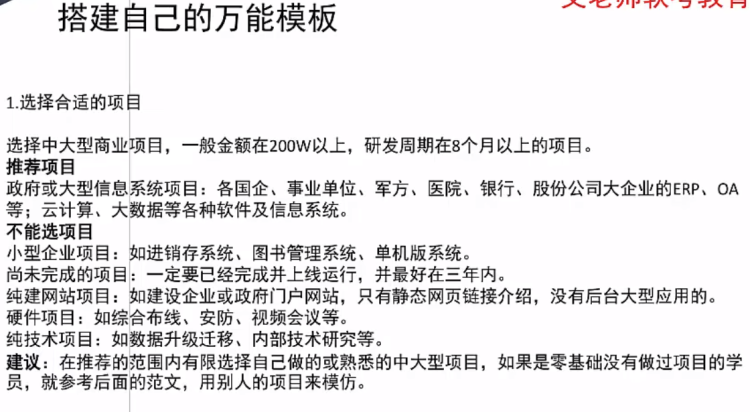 搭建自己的万能模板
艾老师软考教育
1.选择合适的项目
选择中大型商业项目，一般金额在200W以上，研发周期在8个月以上的项目。
推荐项目
政府或大型信息系统项目：各国企、事业单位、军方、医院、银行、股份公司大企业的ERP、OA
等；云计算、大数据等各种软件及信息系统。
不能选项目
小型企业项目：如进销存系统、图书管理系统、单机版系统。
尚未完成的项目：一定要已经完成并上线运行，并最好在三年内。
纯建网站项目：如建设企业或政府门户网站，只有静态网页链接介绍，没有后台大型应用的。
硬件项目：如综合布线、安防、视频会议等。
纯技术项目：如数据升级迁移、内部技术研究等。
建议：在推荐的范围内有限选择自己做的或熟悉的中大型项目，如果是零基础没有做过项目的学
员，就参考后面的范文，用别人的项目来模仿。